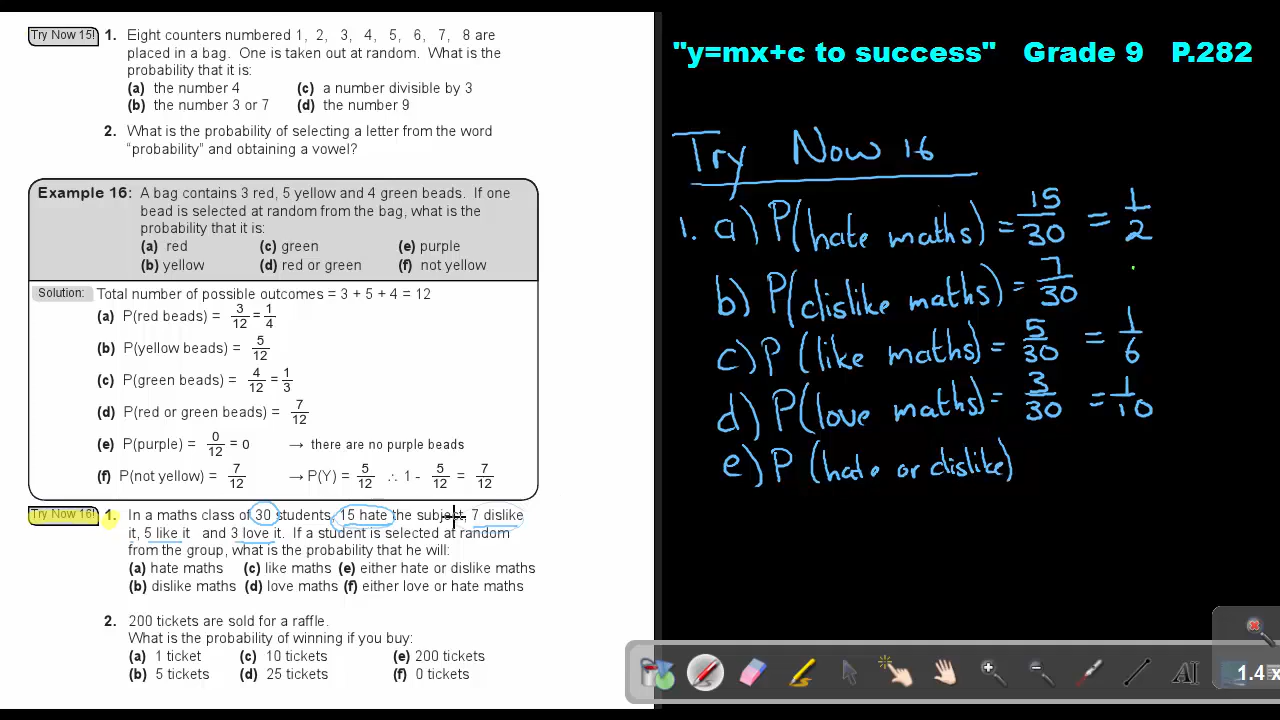 Try Now 15! 1. Eight counters numbered 1, 2, 3, 4, 5, 6, 7, 8 are
placed in a bag. One is taken out at random. What is the
probability that it is:
(a) the number 4 (c) a number divisible by 3
(b) the number 3 or 7 (d) the number 9
2. What is the probability of selecting a letter from the word
"probability" and obtaining a vowel?
Example 16: A bag contains 3 red, 5 yellow and 4 green beads. If one
bead is selected at random from the bag, what is the
probability that it is:
(a) red (c) green (e) purple
(b) yellow (d) red or green (f) not yellow
Solution: Total number of possible outcomes = 3 + 5 + 4 = 12
(a) P(red beads) = 3/12 = 1/4
(b) P(yellow beads) = 5/12
(c) P(green beads) = 4/12 = 1/3
(d) P(red or green beads) = 7/12
(e) P(purple) = 0/12 = 0 → there are no purple beads
(f) P(not yellow) = 7/12 → P(Y) = 5/12 ∴ 1 - 5/12 = 7/12
Try Now 16! 1. In a maths class of 30 students, 15 hate the subject, 7 dislike
it, 5 like it and 3 love it. If a student is selected at random
from the group, what is the probability that he will:
(a) hate maths (c) like maths (e) either hate or dislike maths
(b) dislike maths (d) love maths (f) either love or hate maths
2. 200 tickets are sold for a raffle.
What is the probability of winning if you buy:
(a) 1 ticket (c) 10 tickets (e) 200 tickets
(b) 5 tickets (d) 25 tickets (f) 0 tickets
"y=mx+c to success" Grade 9 P.282
Try Now 16
1. a) P(hate maths) = 15/30 = 1/2
b) P(dislike maths) = 7/30
c) P (like maths) = 5/30 = 1/6
d) P(love maths) = 3/30 = 1/10
e) P (hate or dislike)
AI
1.4 x